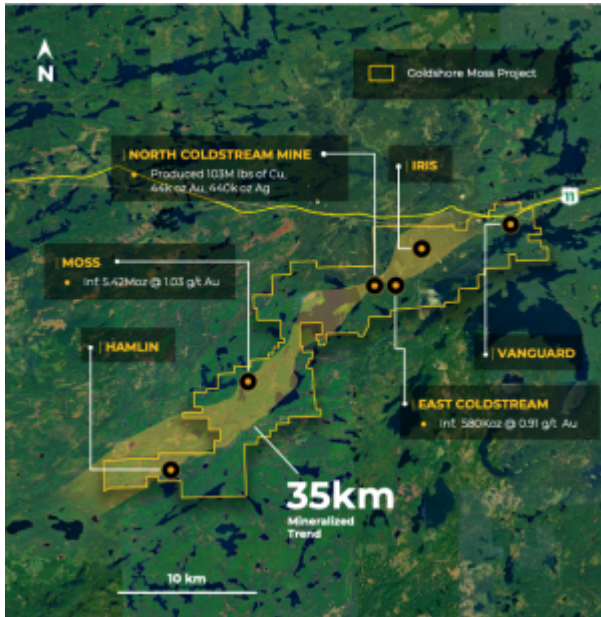 N
Goldshore Moss Project
NORTH COLDSTREAM MINE
Produced 103M lbs of Cu,
44k oz Au, 440k oz Ag
IRIS
11
MOSS
Inf: 5.42Moz @ 1.03 g/t Au
HAMLIN
VANGUARD
EAST COLDSTREAM
Inf: 580Koz @ 0.91 g/t Au
35km
Mineralized
Trend
10 km